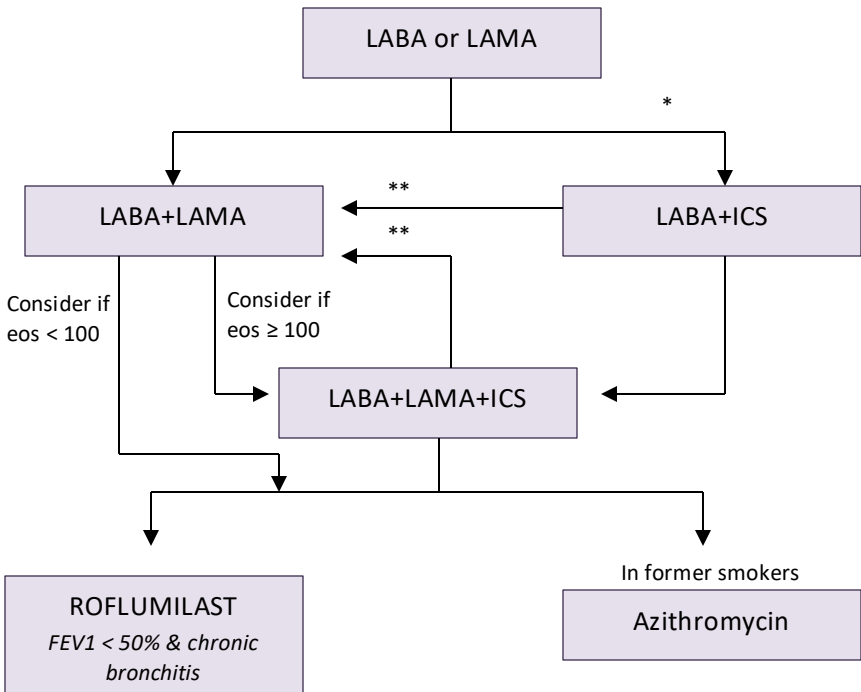 LABA or LAMA
*
LABA+LAMA
**
LABA+ICS
**
Consider if
eos < 100
Consider if
eos ≥ 100
LABA+LAMA+ICS
ROFLUMILAST
FEV1 < 50% & chronic
bronchitis
In former smokers
Azithromycin